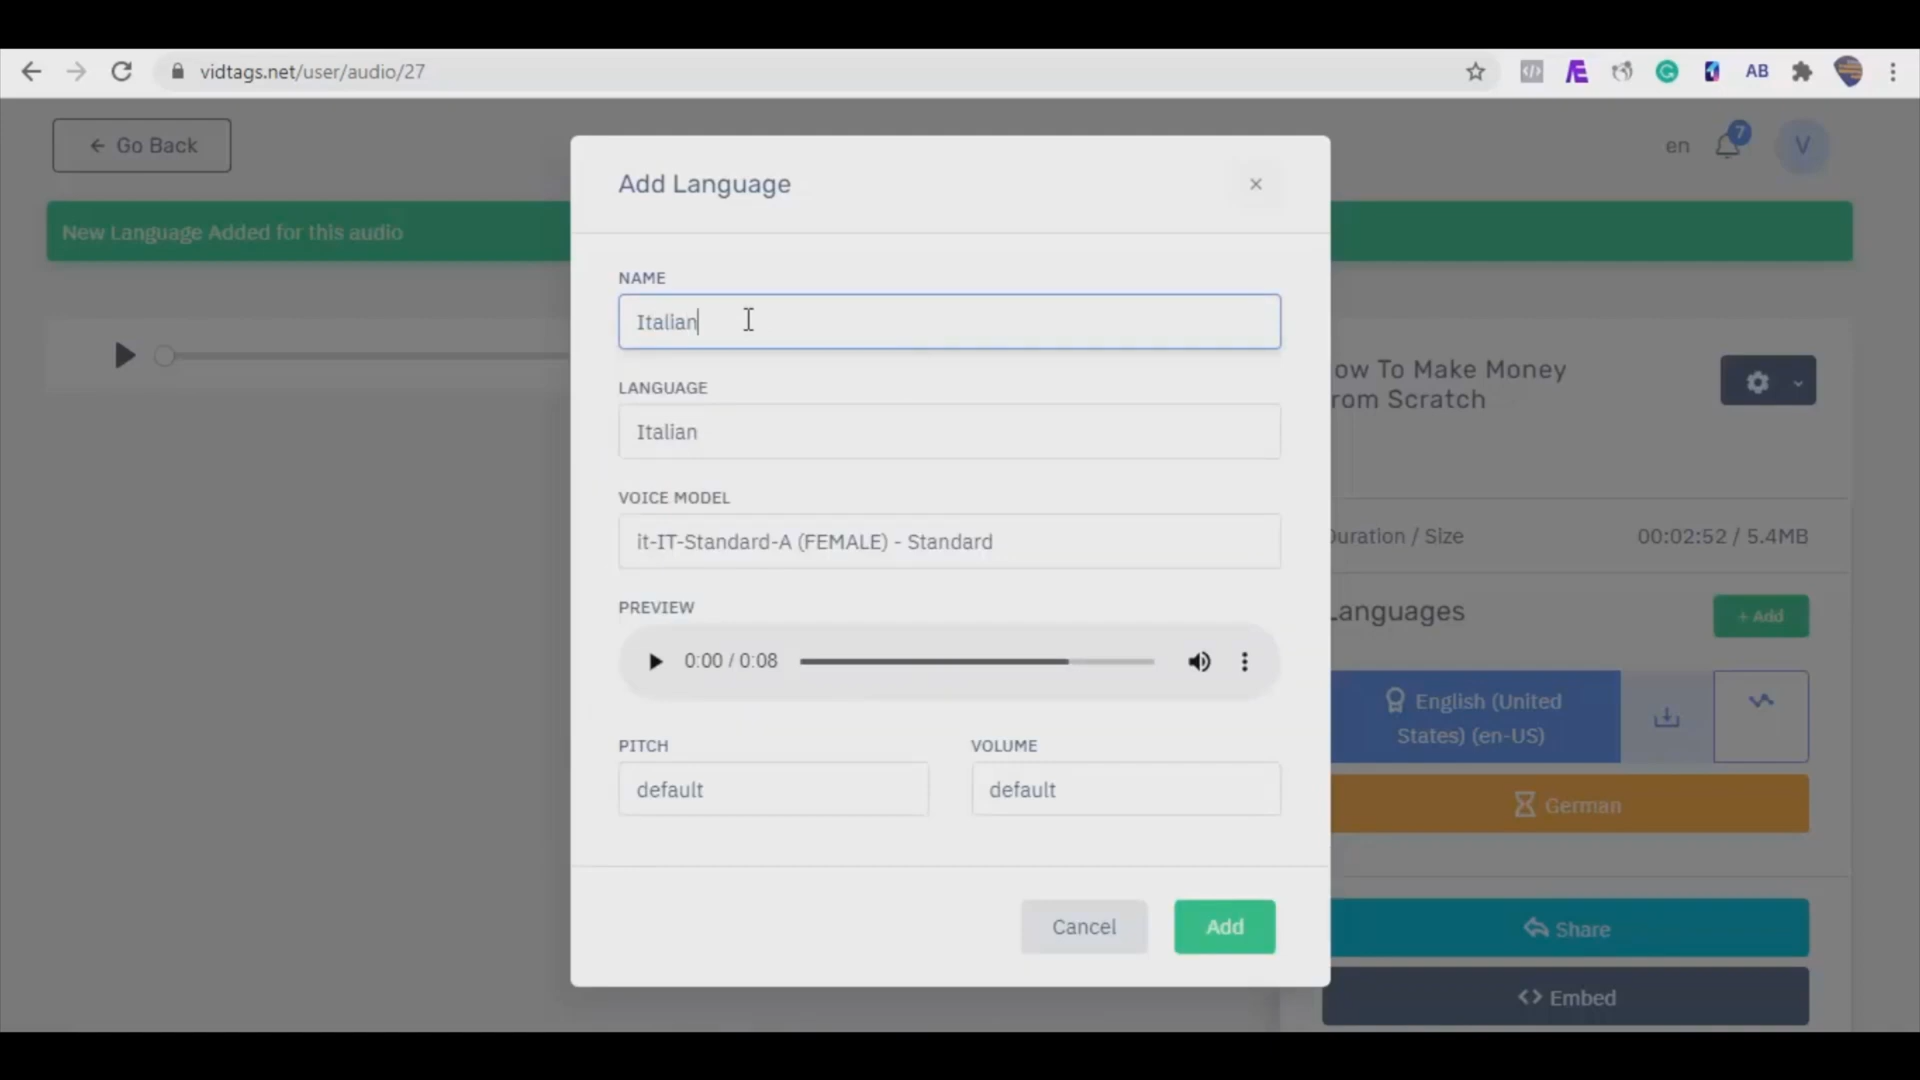 vidtags.net/user/audio/27
AB
← Go Back
en
7
V
New Language Added for this audio
Add Language
×
NAME
Italian
LANGUAGE
Italian
VOICE MODEL
it-IT-Standard-A (FEMALE) - Standard
PREVIEW
0:00 / 0:08
PITCH
VOLUME
default
default
Cancel
Add
ow To Make Money
rom Scratch
Duration / Size
00:02:52 / 5.4MB
Languages
+ Add
English (United
States) (en-US)
German
Share
<> Embed